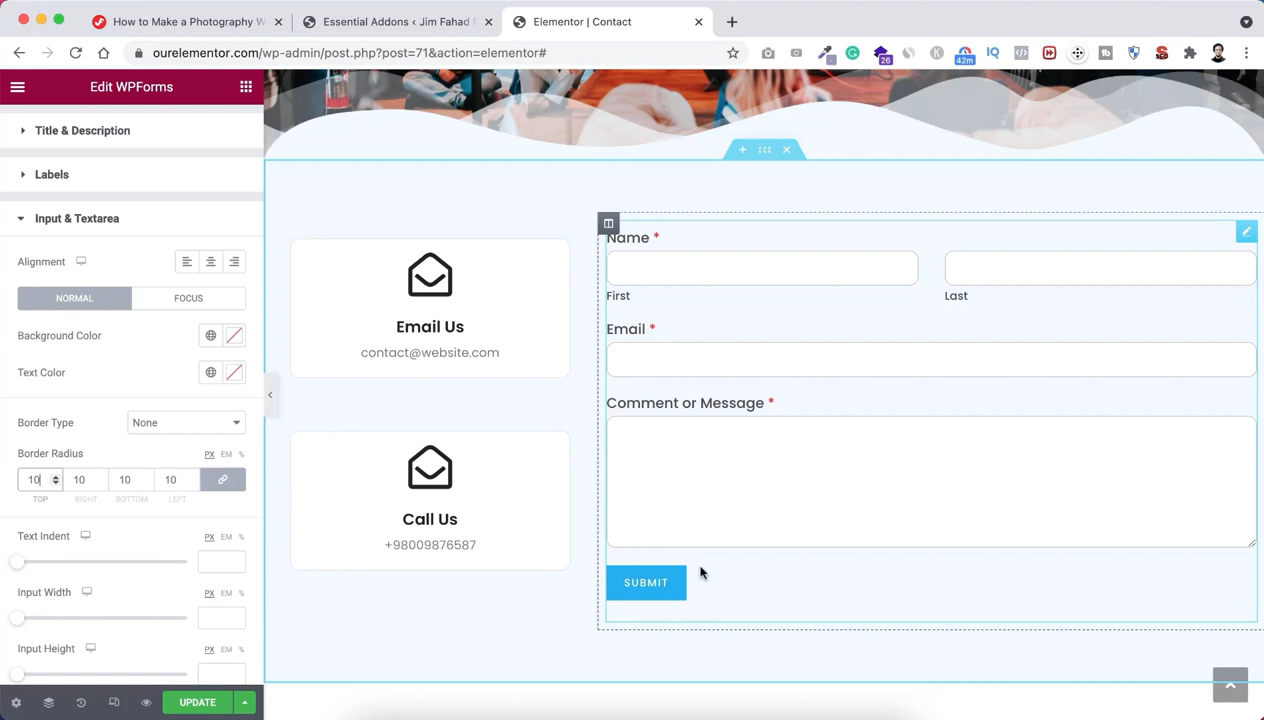 How to Make a Photography W
Essential Addons ‹ Jim Fahad
Elementor | Contact
ourelementor.com/wp-admin/post.php?post=71&action=elementor#
26
42m
IQ
Edit WPForms
Title & Description
Labels
Input & Textarea
Alignment
NORMAL
FOCUS
Background Color
Text Color
Border Type
None
Border Radius
PX EM %
10 10 10 10
TOP RIGHT BOTTOM LEFT
Text Indent
PX EM %
Input Width
PX EM %
Input Height
PX EM %
UPDATE
Email Us
contact@website.com
Call Us
+98009876587
Name *
First
Last
Email *
Comment or Message *
SUBMIT